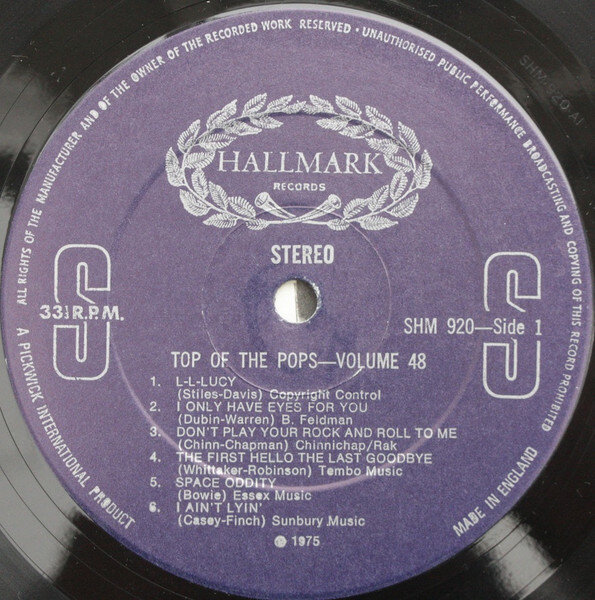 ALL RIGHTS OF THE MANUFACTURER AND OF THE OWNER OF THE RECORDED WORK RESERVED · UNAUTHORISED PUBLIC PERFORMANCE BROADCASTING AND COPYING OF THIS RECORD PROHIBITED
SHM 920 A1
HALLMARK
RECORDS
STEREO
S
S
33⅓ R.P.M.
SHM 920—Side 1
TOP OF THE POPS—VOLUME 48
1. L-L-LUCY
(Stiles-Davis) Copyright Control
2. I ONLY HAVE EYES FOR YOU
(Dubin-Warren) B. Feldman
3. DON'T PLAY YOUR ROCK AND ROLL TO ME
(Chinn-Chapman) Chinnichap/Rak
4. THE FIRST HELLO THE LAST GOODBYE
(Whittaker-Robinson) Tembo Music
5. SPACE ODDITY
(Bowie) Essex Music
6. I AIN'T LYIN'
(Casey-Finch) Sunbury Music
℗ 1975
A PICKWICK INTERNATIONAL PRODUCT
MADE IN ENGLAND